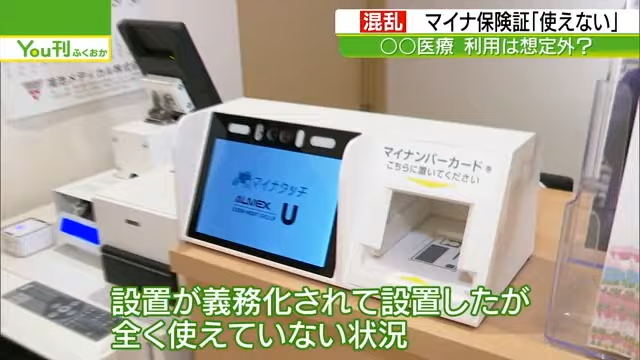 You刊
ふくおか
混乱 マイナ保険証「使えない」
○○医療 利用は想定外?
マイナンバーカードを
こちらに置いてください
マイナタッチ
ALMEX
U
設置が義務化されて設置したが
全く使えていない状況